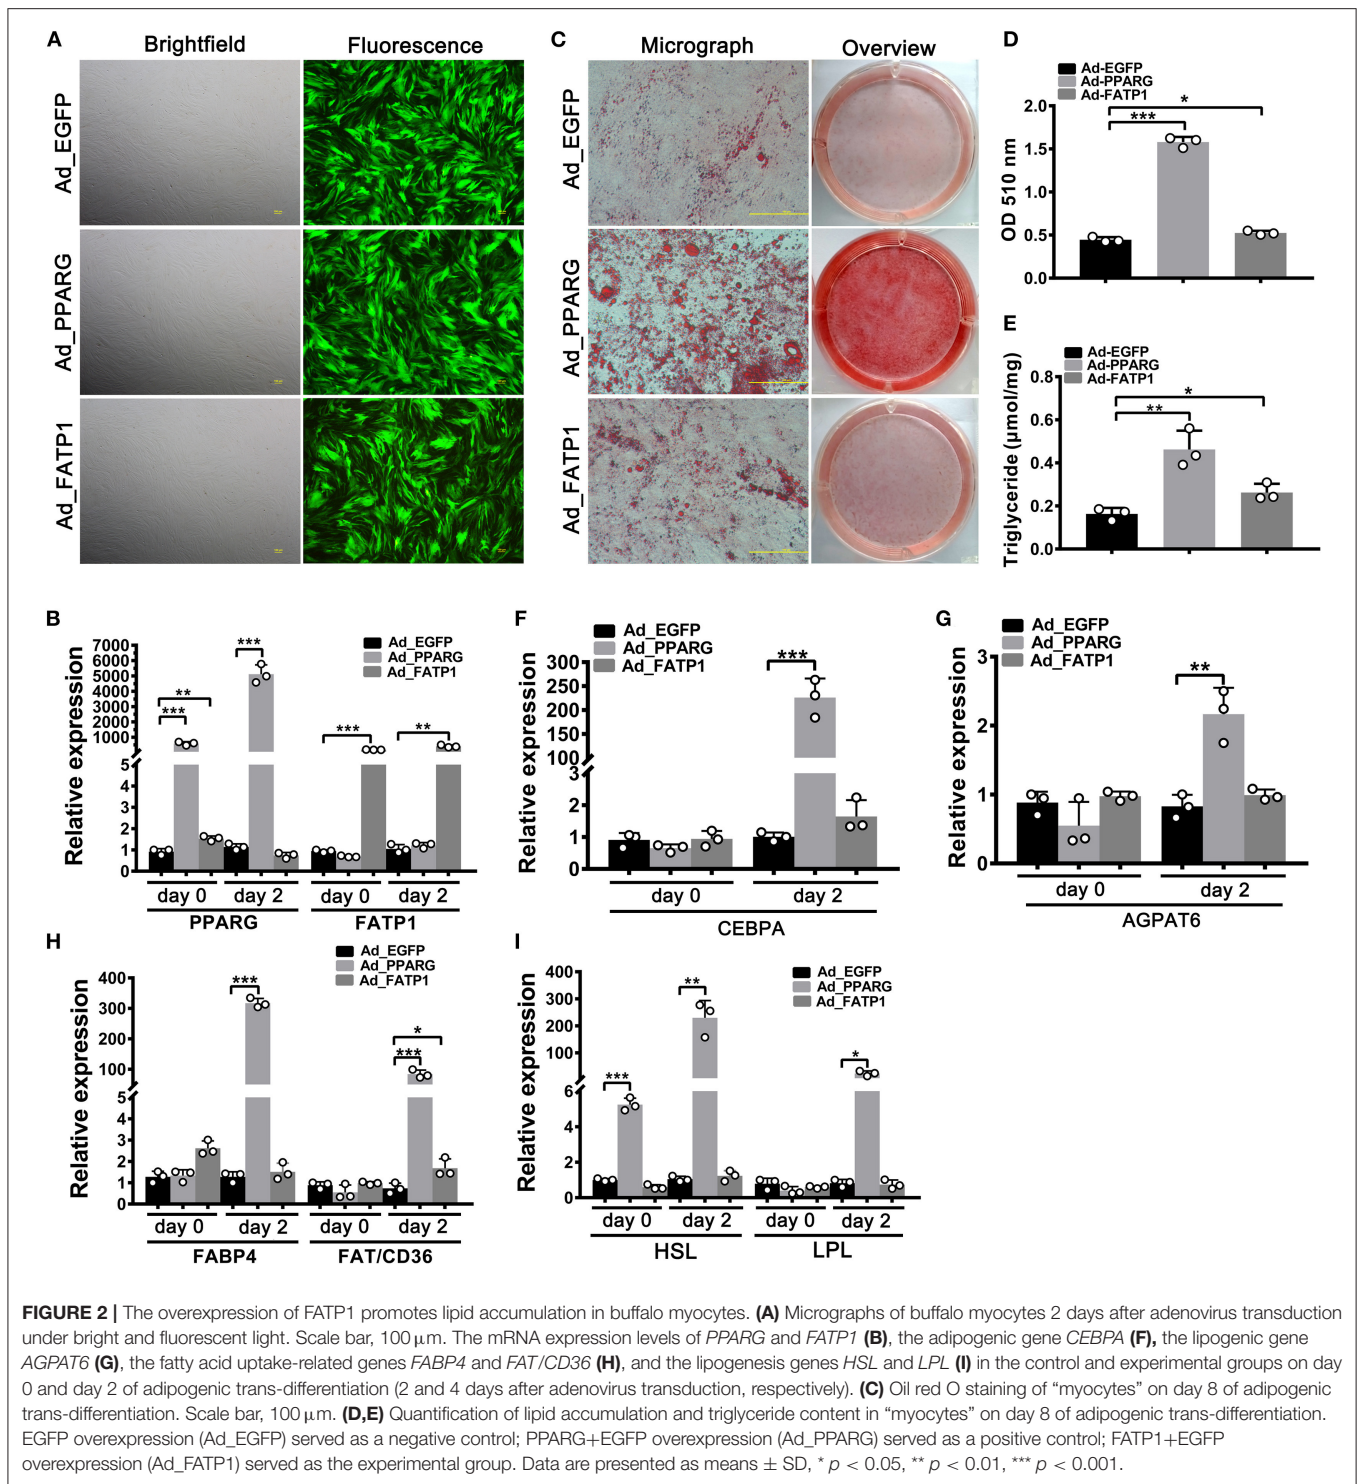 A
Brightfield
Fluorescence
Ad_EGFP
Ad_PPARG
Ad_FATP1
C
Micrograph
Overview
Ad_EGFP
Ad_PPARG
Ad_FATP1
D
Ad-EGFP
Ad-PPARG
Ad-FATP1
OD 510 nm
2.0
1.5
1.0
0.5
0.0
***
*
E
Ad-EGFP
Ad-PPARG
Ad-FATP1
Triglyceride (μmol/mg)
0.8
0.6
0.4
0.2
0.0
**
*
B
Ad_EGFP
Ad_PPARG
Ad_FATP1
Relative expression
7000
6000
5000
4000
3000
2000
1000
5
4
3
2
1
0
***
**
***
***
**
day 0
day 2
day 0
day 2
PPARG
FATP1
F
Ad_EGFP
Ad_PPARG
Ad_FATP1
Relative expression
300
250
200
150
100
3
2
1
0
***
day 0
day 2
CEBPA
G
Ad_EGFP
Ad_PPARG
Ad_FATP1
Relative expression
3
2
1
0
**
day 0
day 2
AGPAT6
H
Ad_EGFP
Ad_PPARG
Ad_FATP1
Relative expression
400
300
200
100
5
4
3
2
1
0
***
***
*
day 0
day 2
day 0
day 2
FABP4
FAT/CD36
I
Ad_EGFP
Ad_PPARG
Ad_FATP1
Relative expression
400
300
200
100
6
4
2
0
***
**
*
day 0
day 2
day 0
day 2
HSL
LPL
FIGURE 2 | The overexpression of FATP1 promotes lipid accumulation in buffalo myocytes. (A) Micrographs of buffalo myocytes 2 days after adenovirus transduction
under bright and fluorescent light. Scale bar, 100 μm. The mRNA expression levels of PPARG and FATP1 (B), the adipogenic gene CEBPA (F), the lipogenic gene
AGPAT6 (G), the fatty acid uptake-related genes FABP4 and FAT/CD36 (H), and the lipogenesis genes HSL and LPL (I) in the control and experimental groups on day
0 and day 2 of adipogenic trans-differentiation (2 and 4 days after adenovirus transduction, respectively). (C) Oil red O staining of “myocytes” on day 8 of adipogenic
trans-differentiation. Scale bar, 100 μm. (D,E) Quantification of lipid accumulation and triglyceride content in “myocytes” on day 8 of adipogenic trans-differentiation.
EGFP overexpression (Ad_EGFP) served as a negative control; PPARG+EGFP overexpression (Ad_PPARG) served as a positive control; FATP1+EGFP
overexpression (Ad_FATP1) served as the experimental group. Data are presented as means ± SD, * p < 0.05, ** p < 0.01, *** p < 0.001.